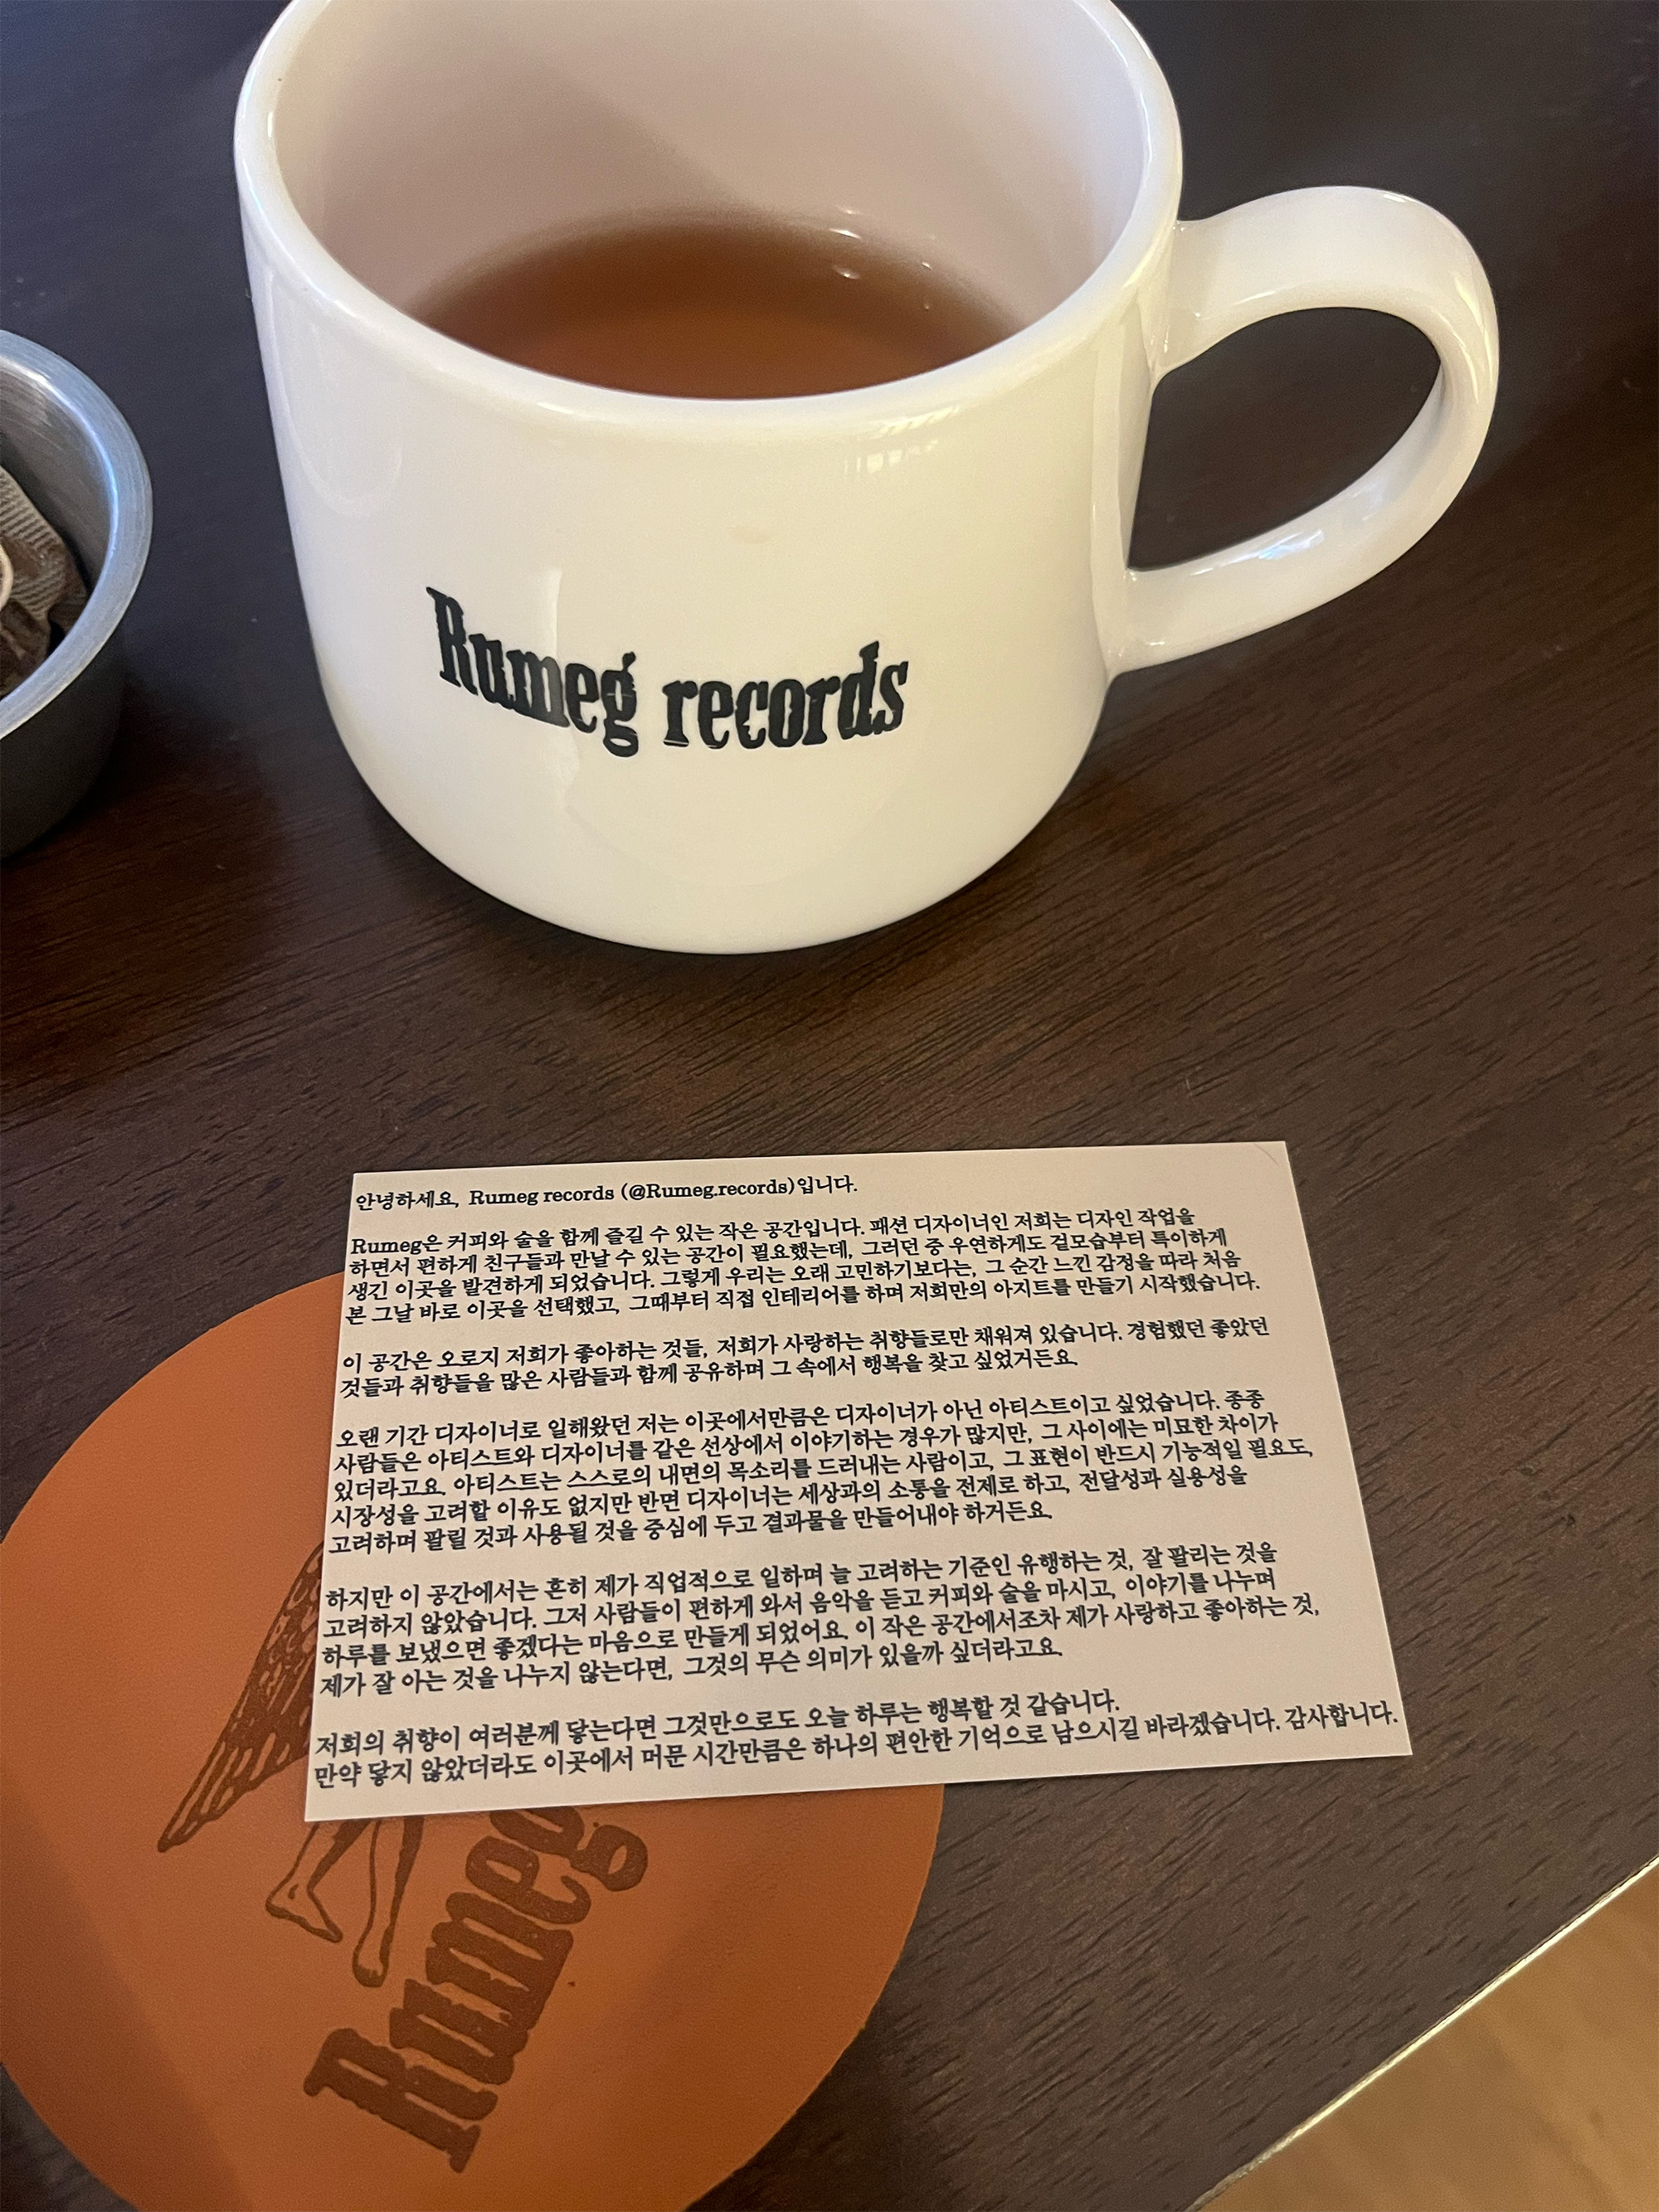 Rumeg records
안녕하세요, Rumeg records (@Rumeg.records)입니다.
Rumeg은 커피와 술을 함께 즐길 수 있는 작은 공간입니다. 패션 디자이너인 저희는 디자인 작업을
하면서 편하게 친구들과 만날 수 있는 공간이 필요했는데, 그러던 중 우연하게도 겉모습부터 특이하게
생긴 이곳을 발견하게 되었습니다. 그렇게 우리는 오래 고민하기보다는, 그 순간 느낀 감정을 따라 처음
본 그날 바로 이곳을 선택했고, 그때부터 직접 인테리어를 하며 저희만의 아지트를 만들기 시작했습니다.
이 공간은 오로지 저희가 좋아하는 것들, 저희가 사랑하는 취향들로만 채워져 있습니다. 경험했던 좋았던
것들과 취향들을 많은 사람들과 함께 공유하며 그 속에서 행복을 찾고 싶었거든요.
오랜 기간 디자이너로 일해왔던 저는 이곳에서만큼은 디자이너가 아닌 아티스트이고 싶었습니다. 종종
사람들은 아티스트와 디자이너를 같은 선상에서 이야기하는 경우가 많지만, 그 사이에는 미묘한 차이가
있더라고요. 아티스트는 스스로의 내면의 목소리를 드러내는 사람이고, 그 표현이 반드시 기능적일 필요도,
시장성을 고려할 이유도 없지만 반면 디자이너는 세상과의 소통을 전제로 하고, 전달성과 실용성을
고려하며 팔릴 것과 사용될 것을 중심에 두고 결과물을 만들어내야 하거든요.
하지만 이 공간에서는 흔히 제가 직업적으로 일하며 늘 고려하는 기준인 유행하는 것, 잘 팔리는 것을
고려하지 않았습니다. 그저 사람들이 편하게 와서 음악을 듣고 커피와 술을 마시고, 이야기를 나누며
하루를 보냈으면 좋겠다는 마음으로 만들게 되었어요. 이 작은 공간에서조차 제가 사랑하고 좋아하는 것,
제가 잘 아는 것을 나누지 않는다면, 그것의 무슨 의미가 있을까 싶더라고요.
저희의 취향이 여러분께 닿는다면 그것만으로도 오늘 하루는 행복할 것 같습니다.
만약 닿지 않았더라도 이곳에서 머문 시간만큼은 하나의 편안한 기억으로 남으시길 바라겠습니다. 감사합니다.
Rumeg